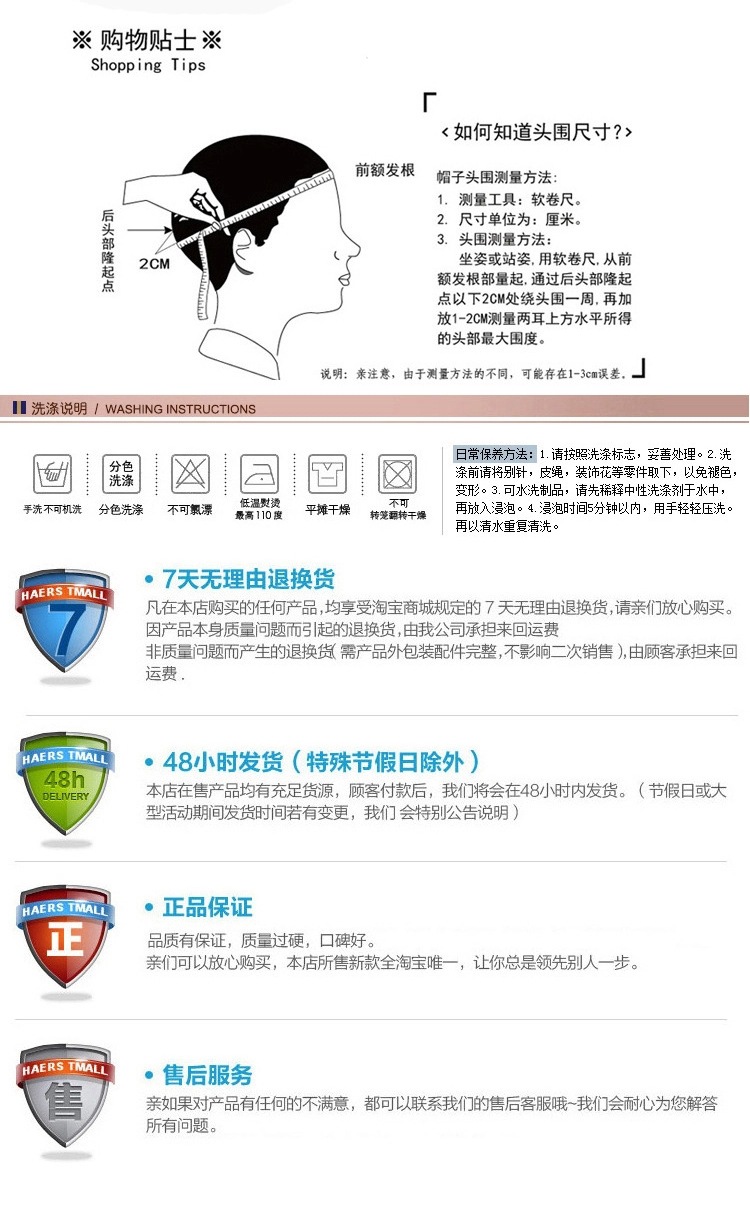 ※ 购物贴士 ※
Shopping Tips
「
<如何知道头围尺寸?>
前额发根
后头部隆起点
2CM
帽子头围测量方法:
1. 测量工具：软卷尺。
2. 尺寸单位为：厘米。
3. 头围测量方法：
坐姿或站姿,用软卷尺,从前
额发根部量起,通过后头部隆起
点以下2CM处绕头围一周,再加
放1-2CM测量两耳上方水平所得
的头部最大围度。
说明：亲注意，由于测量方法的不同，可能存在1-3cm误差。」
洗涤说明 / WASHING INSTRUCTIONS
分色
洗涤
手洗不可机洗
分色洗涤
不可氯漂
低温熨烫
最高110度
平摊干燥
不可
转笼翻转干燥
日常保养方法：1.请按照洗涤标志，妥善处理。2.洗
涤前请将别针，皮绳，装饰花等零件取下，以免褪色，
变形。3.可水洗制品，请先稀释中性洗涤剂于水中，
再放入浸泡。4.浸泡时间5分钟以内，用手轻轻压洗。
再以清水重复清洗。
HAERS TMALL
7
• 7天无理由退换货
凡在本店购买的任何产品,均享受淘宝商城规定的 7 天无理由退换货,请亲们放心购买。
因产品本身质量问题而引起的退换货,由我公司承担来回运费
非质量问题而产生的退换货( 需产品外包装配件完整,不影响二次销售 ),由顾客承担来回
运费 .
HAERS TMALL
48h
DELIVERY
• 48小时发货（特殊节假日除外）
本店在售产品均有充足货源，顾客付款后，我们将会在48小时内发货。（ 节假日或大
型活动期间发货时间若有变更，我们 会特别公告说明 )
HAERS TMALL
正
• 正品保证
品质有保证，质量过硬，口碑好。
亲们可以放心购买，本店所售新款全淘宝唯一，让你总是领先别人一步。
HAERS TMALL
售
• 售后服务
亲如果对产品有任何的不满意，都可以联系我们的售后客服哦~我们会耐心为您解答
所有问题。